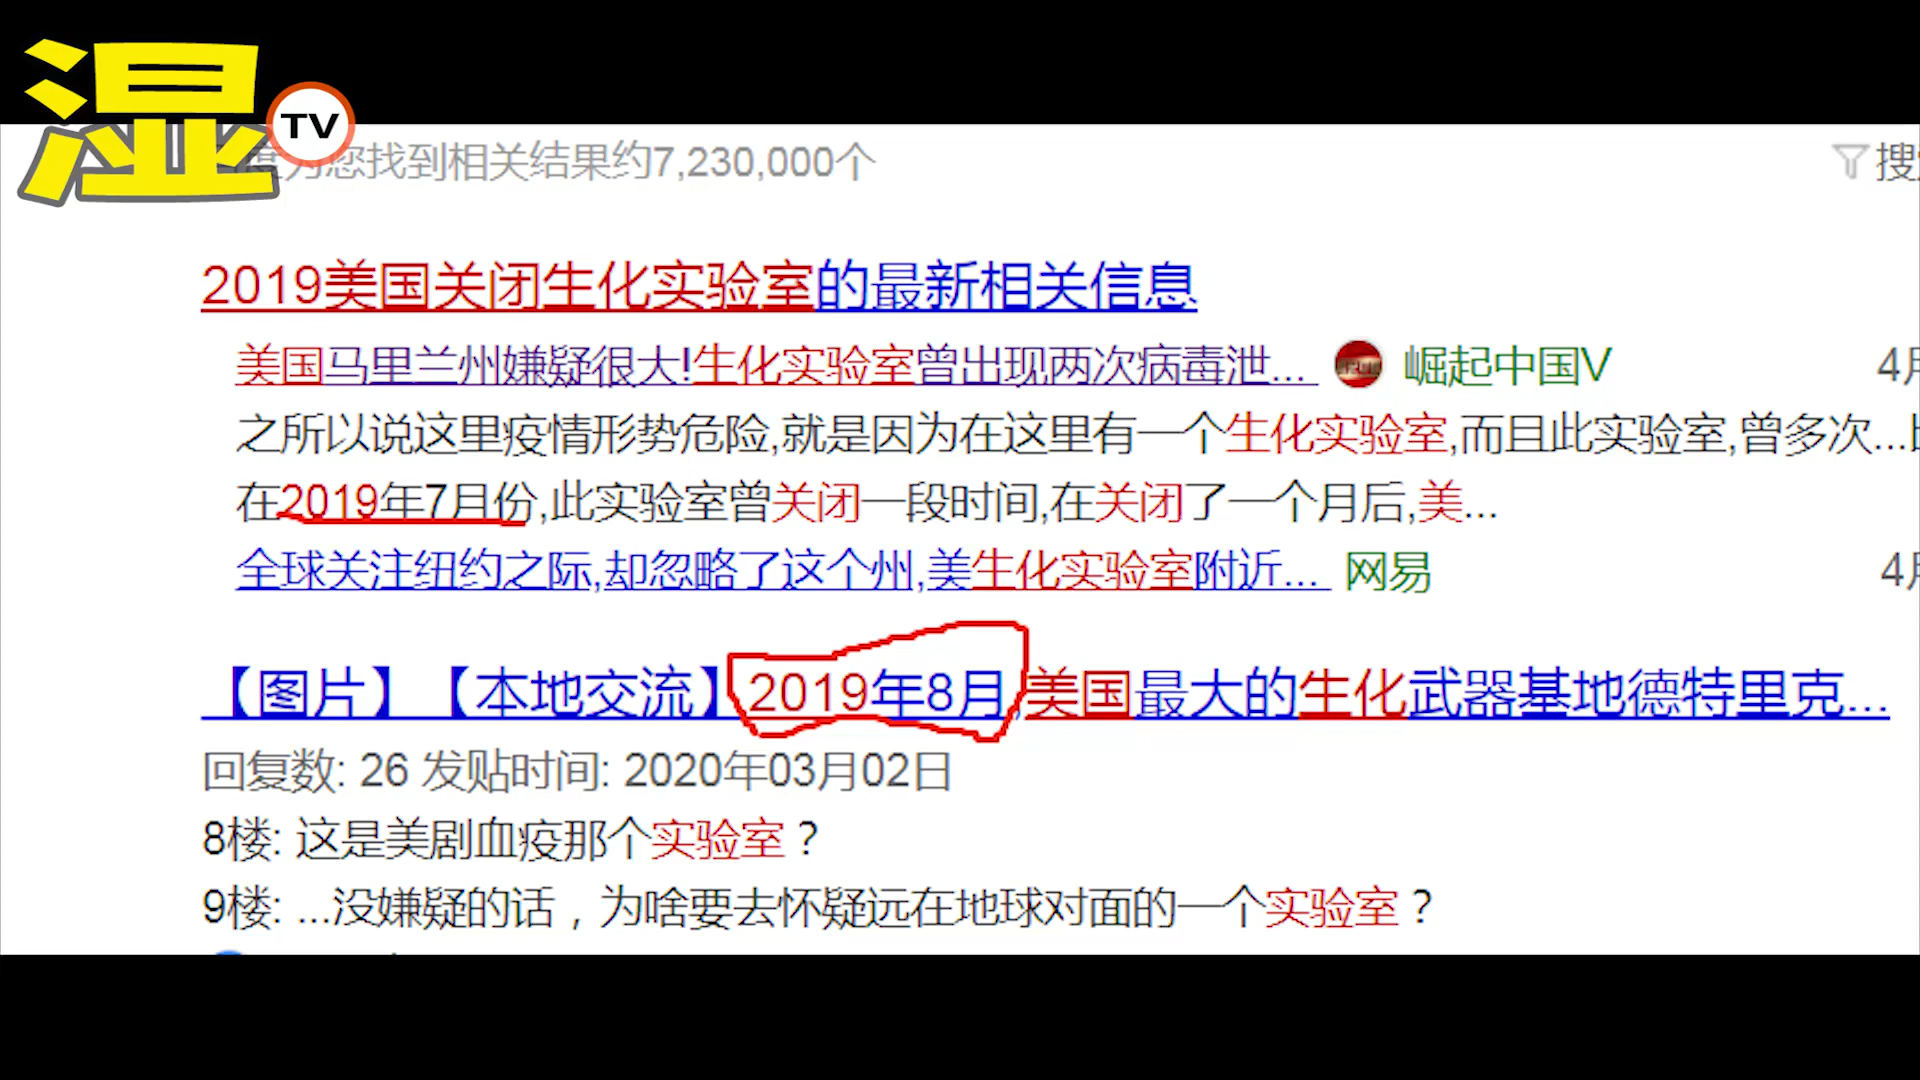 湿TV
度为您找到相关结果约7,230,000个
搜
2019美国关闭生化实验室的最新相关信息
美国马里兰州嫌疑很大!生化实验室曾出现两次病毒泄... 崛起中国V 4月
之所以说这里疫情形势危险,就是因为在这里有一个生化实验室,而且此实验室,曾多次...
在2019年7月份,此实验室曾关闭一段时间,在关闭了一个月后,美...
全球关注纽约之际,却忽略了这个州,美生化实验室附近... 网易 4月
【图片】【本地交流】2019年8月,美国最大的生化武器基地德特里克...
回复数: 26 发贴时间: 2020年03月02日
8楼: 这是美剧血疫那个实验室？
9楼: ...没嫌疑的话，为啥要去怀疑远在地球对面的一个实验室？